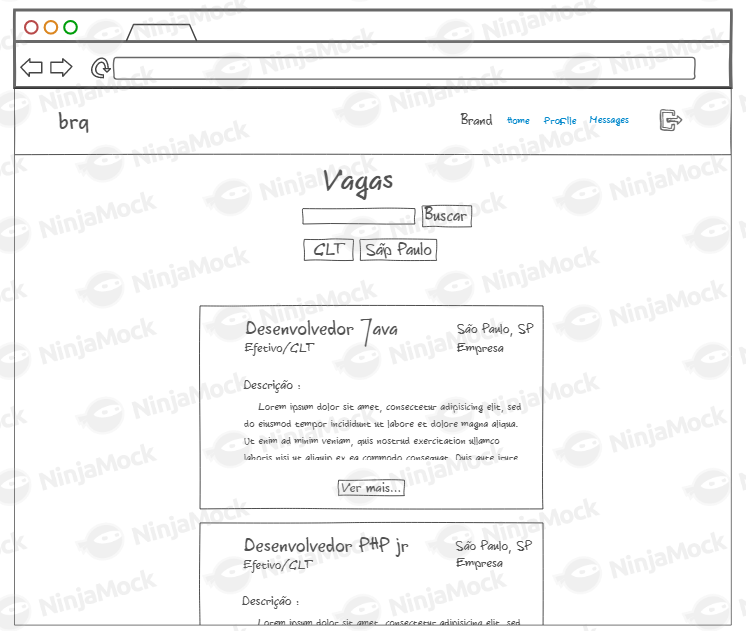 brq
Brand Home Profile Messages
Vagas
Buscar
CLT São Paulo
Desenvolvedor Java São Paulo, SP
Efetivo/CLT Empresa
Descrição :
Lorem ipsum dolor sit amet, consectetur adipisicing elit, sed
do eiusmod tempor incididunt ut labore et dolore magna aliqua.
Ut enim ad minim veniam, quis nostrud exercitation ullamco
laboris nisi ut aliquip ex ea commodo consequat. Duis aute irure
Ver mais...
Desenvolvedor PHP jr São Paulo, SP
Efetivo/CLT Empresa
Descrição :
Lorem ipsum dolor sit amet, consectetur adipisicing elit, sed
NinjaMock